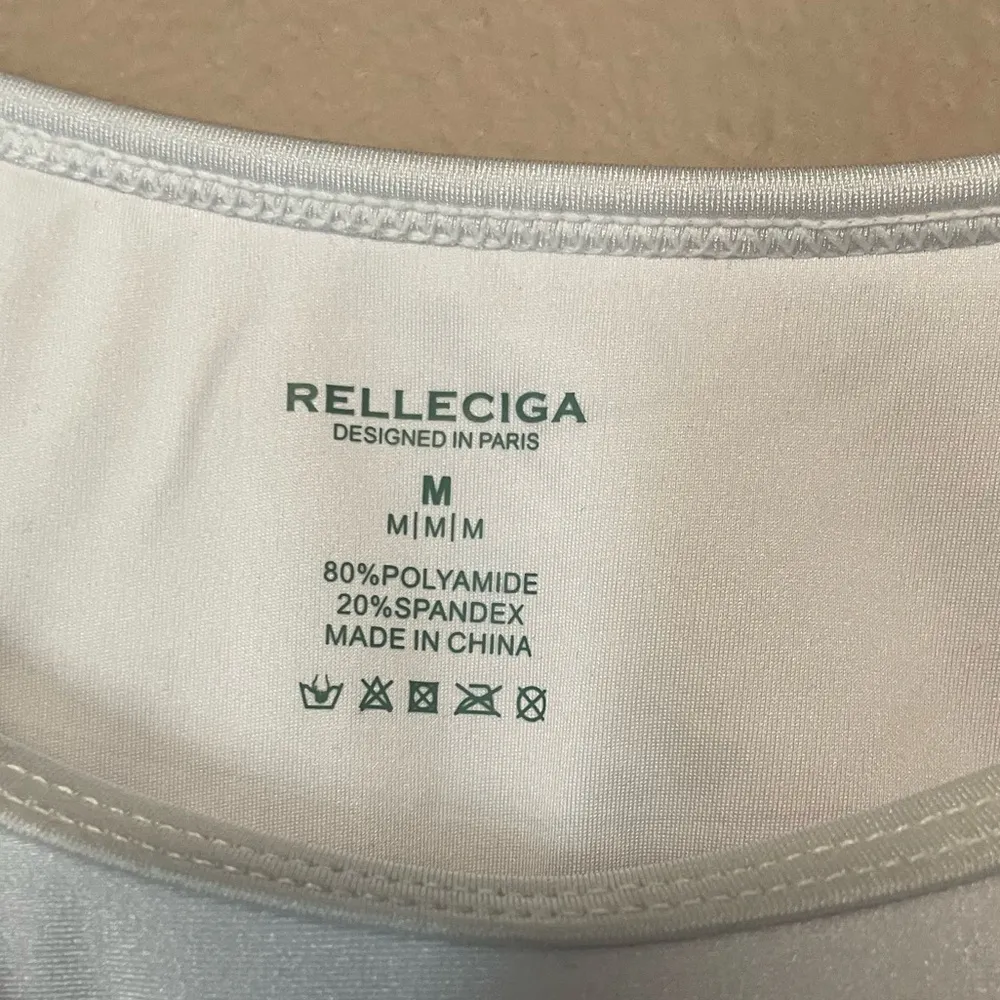 RELLECIGA
DESIGNED IN PARIS
M
M|M|M
80%POLYAMIDE
20%SPANDEX
MADE IN CHINA